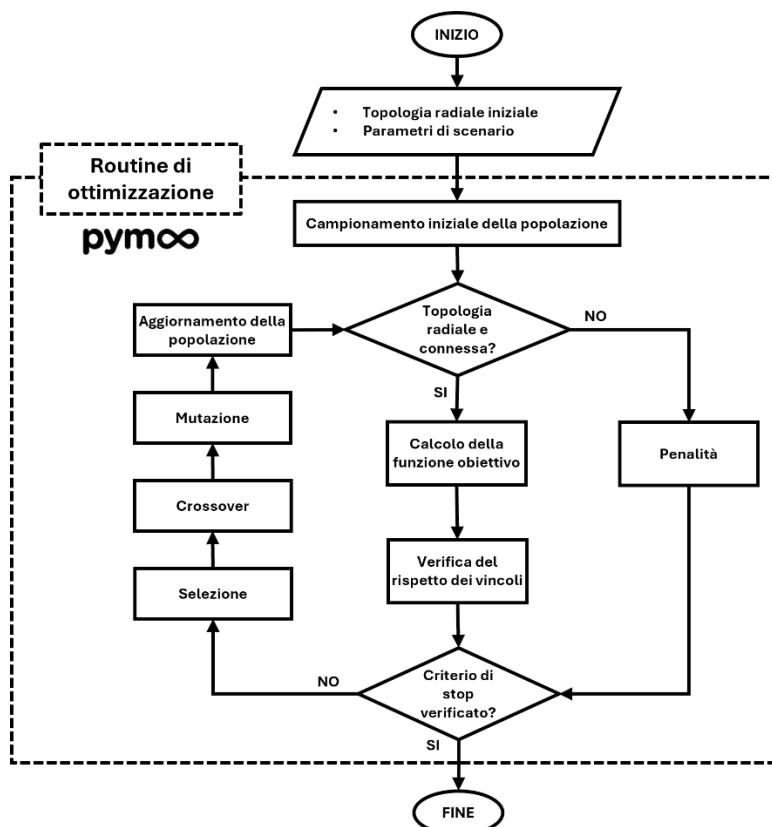 INIZIO
• Topologia radiale iniziale
• Parametri di scenario
Routine di
ottimizzazione
pymoo
Campionamento iniziale della popolazione
Topologia
radiale e
connessa?
NO
SI
Aggiornamento della
popolazione
Mutazione
Crossover
Selezione
Calcolo della
funzione obiettivo
Penalità
Verifica del
rispetto dei vincoli
Criterio di
stop
verificato?
NO
SI
FINE